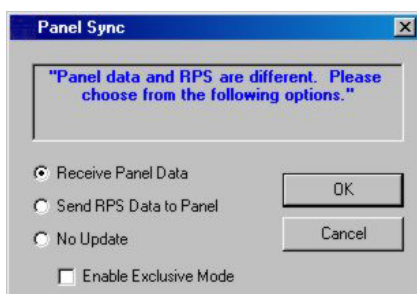 Panel Sync
"Panel data and RPS are different. Please
choose from the following options."
Receive Panel Data
Send RPS Data to Panel
No Update
Enable Exclusive Mode
OK
Cancel